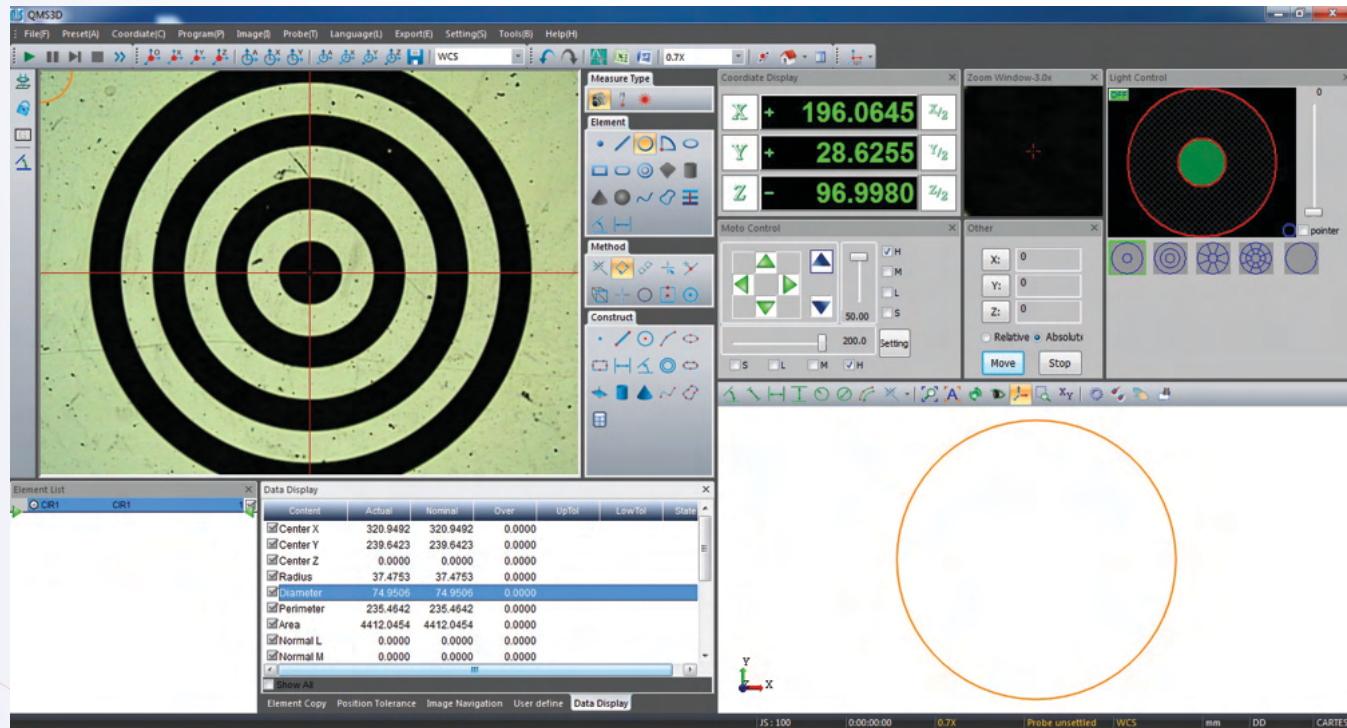 QMS3D
File(F) Preset(A) Coordiate(C) Program(P) Image(I) Probe(T) Language(L) Export(E) Setting(S) Tools(B) Help(H)
WCS 0.7X
Measure Type
Element
Method
Construct
Coordiate Display
X + 196.0645 X/2
Y + 28.6255 Y/2
Z - 96.9980 Z/2
Zoom Window-3.0x
Light Control
OFF
0
pointer
Moto Control
H
M
L
S
50.00
200.0 Setting
S L M H
Other
X: 0
Y: 0
Z: 0
Relative Absolute
Move Stop
Element List
CIR1 CIR1 1
Data Display
Content Actual Nominal Over UpTol LowTol State
Center X 320.9492 320.9492 0.0000
Center Y 239.6423 239.6423 0.0000
Center Z 0.0000 0.0000 0.0000
Radius 37.4753 37.4753 0.0000
Diameter 74.9506 74.9506 0.0000
Perimeter 235.4642 235.4642 0.0000
Area 4412.0454 4412.0454 0.0000
Normal L 0.0000 0.0000 0.0000
Normal M 0.0000 0.0000 0.0000
Show All
Element Copy Position Tolerance Image Navigation User define Data Display
Y
Z X
JS : 100 0:00:00:00 0.7X Probe unsettled WCS mm DD CARTES